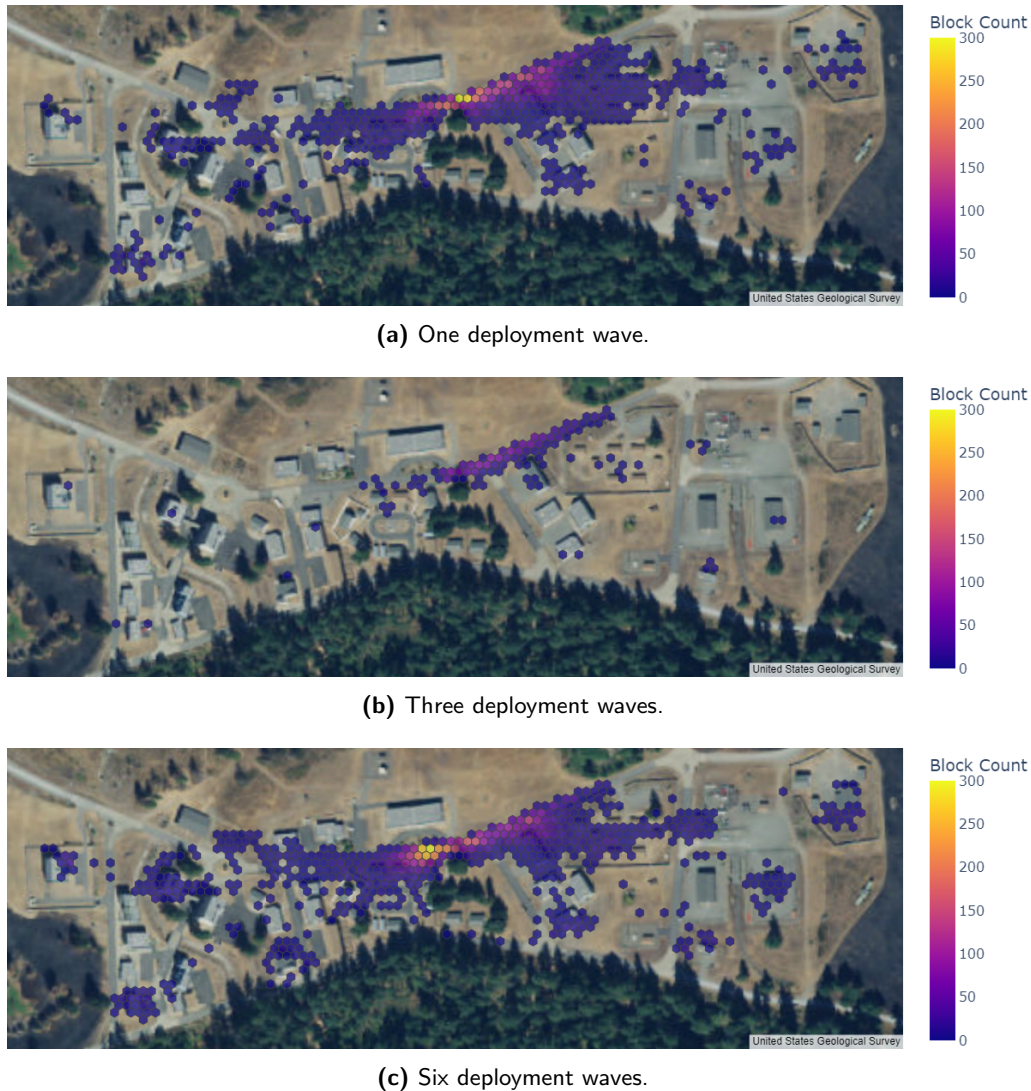 Block Count
300
250
200
150
100
50
0
United States Geological Survey
(a) One deployment wave.
Block Count
300
250
200
150
100
50
0
United States Geological Survey
(b) Three deployment waves.
Block Count
300
250
200
150
100
50
0
United States Geological Survey
(c) Six deployment waves.